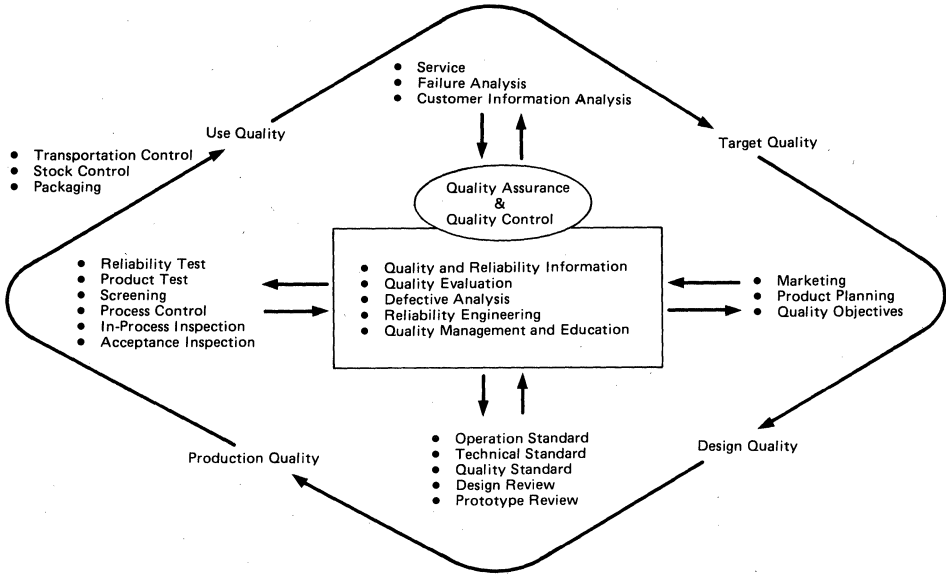 ● Service
● Failure Analysis
● Customer Information Analysis
Use Quality
Target Quality
● Transportation Control
● Stock Control
● Packaging
Quality Assurance
&
Quality Control
● Reliability Test
● Product Test
● Screening
● Process Control
● In-Process Inspection
● Acceptance Inspection
● Quality and Reliability Information
● Quality Evaluation
● Defective Analysis
● Reliability Engineering
● Quality Management and Education
● Marketing
● Product Planning
● Quality Objectives
Production Quality
● Operation Standard
● Technical Standard
● Quality Standard
● Design Review
● Prototype Review
Design Quality